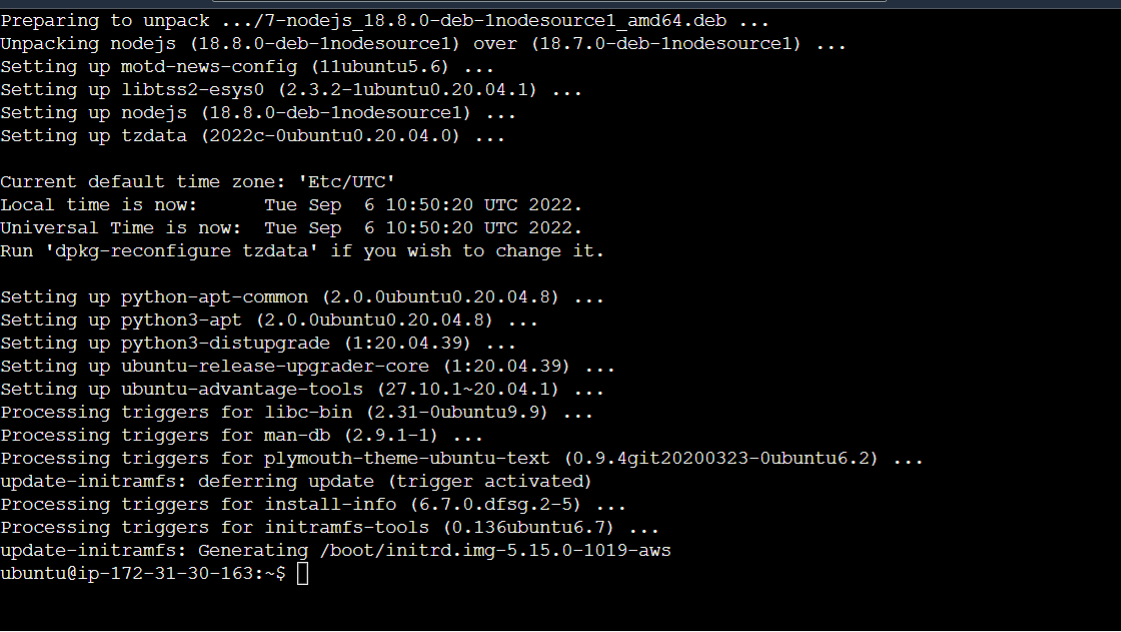 Preparing to unpack .../7-nodejs_18.8.0-deb-1nodesource1_amd64.deb ...
Unpacking nodejs (18.8.0-deb-1nodesource1) over (18.7.0-deb-1nodesource1) ...
Setting up motd-news-config (11ubuntu5.6) ...
Setting up libtss2-esys0 (2.3.2-1ubuntu0.20.04.1) ...
Setting up nodejs (18.8.0-deb-1nodesource1) ...
Setting up tzdata (2022c-0ubuntu0.20.04.0) ...
Current default time zone: 'Etc/UTC'
Local time is now:      Tue Sep  6 10:50:20 UTC 2022.
Universal Time is now:  Tue Sep  6 10:50:20 UTC 2022.
Run 'dpkg-reconfigure tzdata' if you wish to change it.
Setting up python-apt-common (2.0.0ubuntu0.20.04.8) ...
Setting up python3-apt (2.0.0ubuntu0.20.04.8) ...
Setting up python3-distupgrade (1:20.04.39) ...
Setting up ubuntu-release-upgrader-core (1:20.04.39) ...
Setting up ubuntu-advantage-tools (27.10.1~20.04.1) ...
Processing triggers for libc-bin (2.31-0ubuntu9.9) ...
Processing triggers for man-db (2.9.1-1) ...
Processing triggers for plymouth-theme-ubuntu-text (0.9.4git20200323-0ubuntu6.2) ...
update-initramfs: deferring update (trigger activated)
Processing triggers for install-info (6.7.0.dfsg.2-5) ...
Processing triggers for initramfs-tools (0.136ubuntu6.7) ...
update-initramfs: Generating /boot/initrd.img-5.15.0-1019-aws
ubuntu@ip-172-31-30-163:~$